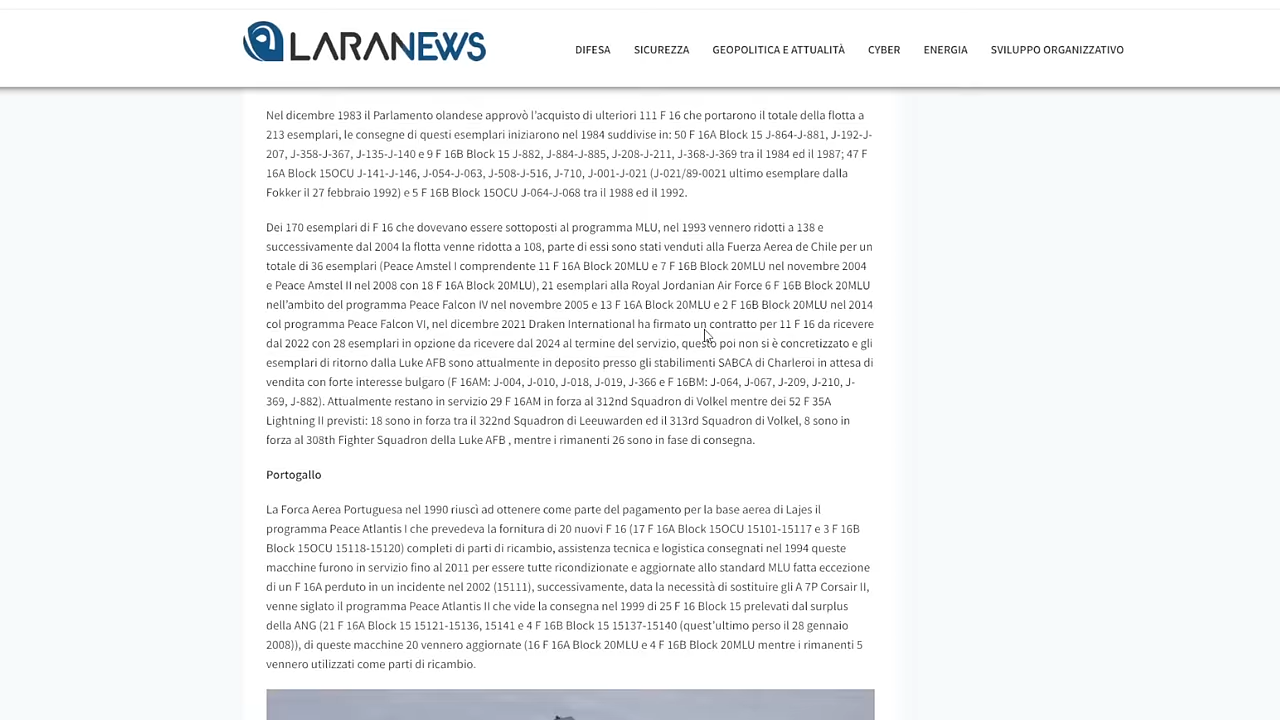 LARANEWS
DIFESA SICUREZZA GEOPOLITICA E ATTUALITÀ CYBER ENERGIA SVILUPPO ORGANIZZATIVO
Nel dicembre 1983 il Parlamento olandese approvò l'acquisto di ulteriori 111 F 16 che portarono il totale della flotta a
213 esemplari, le consegne di questi esemplari iniziarono nel 1984 suddivise in: 50 F 16A Block 15 J-864-J-881, J-192-J-
207, J-358-J-367, J-135-J-140 e 9 F 16B Block 15 J-882, J-884-J-885, J-208-J-211, J-368-J-369 tra il 1984 ed il 1987; 47 F
16A Block 15OCU J-141-J-146, J-054-J-063, J-508-J-516, J-710, J-001-J-021 (J-021/89-0021 ultimo esemplare dalla
Fokker il 27 febbraio 1992) e 5 F 16B Block 15OCU J-064-J-068 tra il 1988 ed il 1992.
Dei 170 esemplari di F 16 che dovevano essere sottoposti al programma MLU, nel 1993 vennero ridotti a 138 e
successivamente dal 2004 la flotta venne ridotta a 108, parte di essi sono stati venduti alla Fuerza Aerea de Chile per un
totale di 36 esemplari (Peace Amstel I comprendente 11 F 16A Block 20MLU e 7 F 16B Block 20MLU nel novembre 2004
e Peace Amstel II nel 2008 con 18 F 16A Block 20MLU), 21 esemplari alla Royal Jordanian Air Force 6 F 16B Block 20MLU
nell'ambito del programma Peace Falcon IV nel novembre 2005 e 13 F 16A Block 20MLU e 2 F 16B Block 20MLU nel 2014
col programma Peace Falcon VI, nel dicembre 2021 Draken International ha firmato un contratto per 11 F 16 da ricevere
dal 2022 con 28 esemplari in opzione da ricevere dal 2024 al termine del servizio, questo poi non si è concretizzato e gli
esemplari di ritorno dalla Luke AFB sono attualmente in deposito presso gli stabilimenti SABCA di Charleroi in attesa di
vendita con forte interesse bulgaro (F 16AM: J-004, J-010, J-018, J-019, J-366 e F 16BM: J-064, J-067, J-209, J-210, J-
369, J-882). Attualmente restano in servizio 29 F 16AM in forza al 312nd Squadron di Volkel mentre dei 52 F 35A
Lightning II previsti: 18 sono in forza tra il 322nd Squadron di Leeuwarden ed il 313rd Squadron di Volkel, 8 sono in
forza al 308th Fighter Squadron della Luke AFB , mentre i rimanenti 26 sono in fase di consegna.
Portogallo
La Forca Aerea Portuguesa nel 1990 riuscì ad ottenere come parte del pagamento per la base aerea di Lajes il
programma Peace Atlantis I che prevedeva la fornitura di 20 nuovi F 16 (17 F 16A Block 15OCU 15101-15117 e 3 F 16B
Block 15OCU 15118-15120) completi di parti di ricambio, assistenza tecnica e logistica consegnati nel 1994 queste
macchine furono in servizio fino al 2011 per essere tutte ricondizionate e aggiornate allo standard MLU fatta eccezione
di un F 16A perduto in un incidente nel 2002 (15111), successivamente, data la necessità di sostituire gli A 7P Corsair II,
venne siglato il programma Peace Atlantis II che vide la consegna nel 1999 di 25 F 16 Block 15 prelevati dal surplus
della ANG (21 F 16A Block 15 15121-15136, 15141 e 4 F 16B Block 15 15137-15140 (quest'ultimo perso il 28 gennaio
2008)), di queste macchine 20 vennero aggiornate (16 F 16A Block 20MLU e 4 F 16B Block 20MLU mentre i rimanenti 5
vennero utilizzati come parti di ricambio.